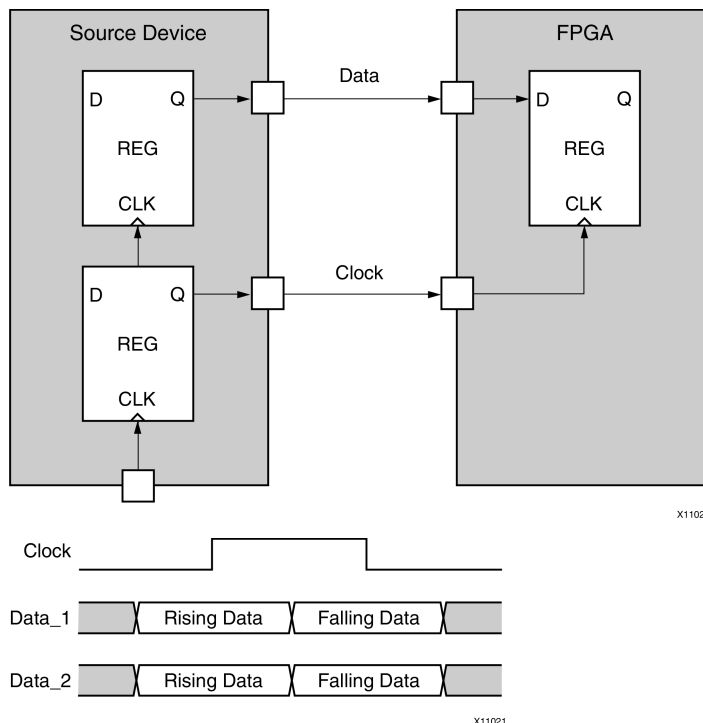 Source Device
FPGA
Data
D Q
REG
CLK
D Q
REG
CLK
Clock
D Q
REG
CLK
X1102
Clock
Data_1 Rising Data Falling Data
Data_2 Rising Data Falling Data
X11021